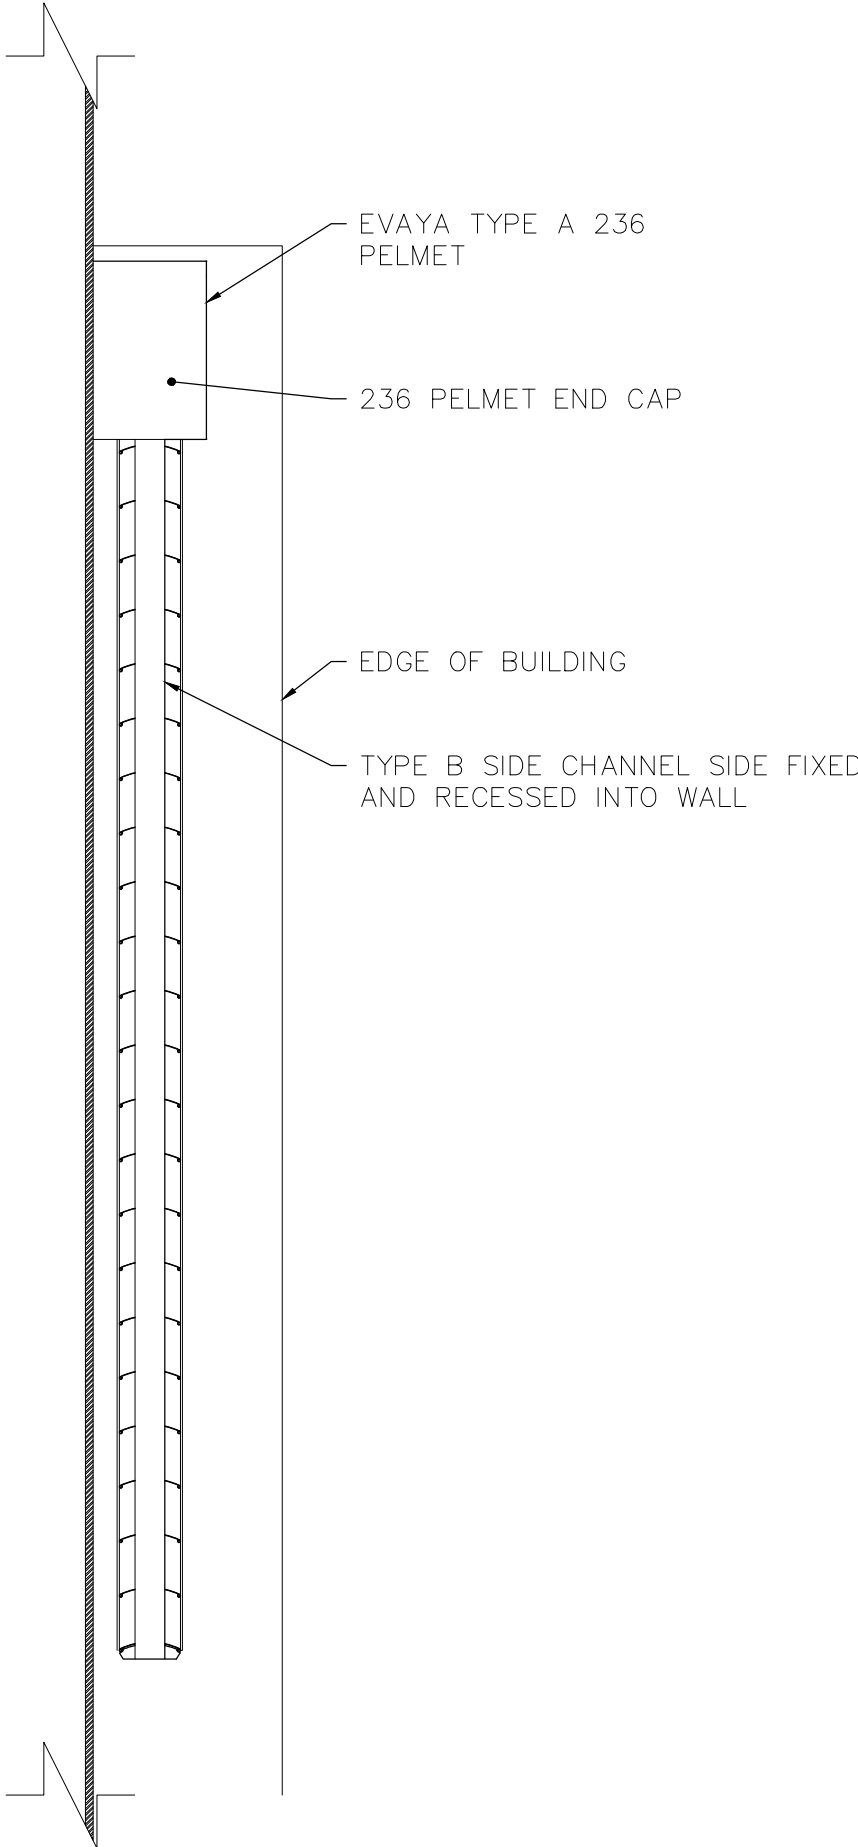 EVAYA TYPE A 236
PELMET
236 PELMET END CAP
EDGE OF BUILDING
TYPE B SIDE CHANNEL SIDE FIXED
AND RECESSED INTO WALL